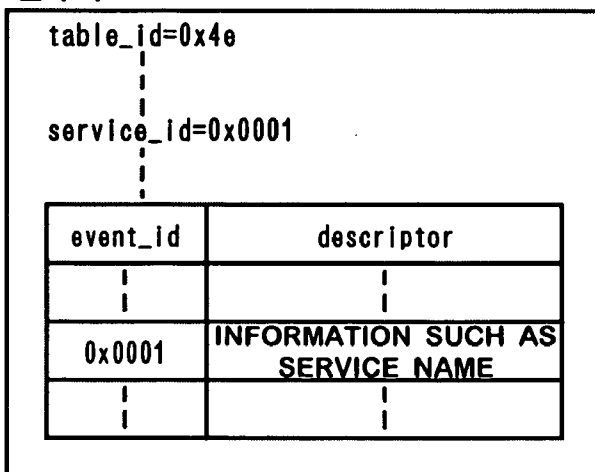 table_id=0x4e
service_id=0x0001
event_id descriptor
0x0001 INFORMATION SUCH AS
SERVICE NAME